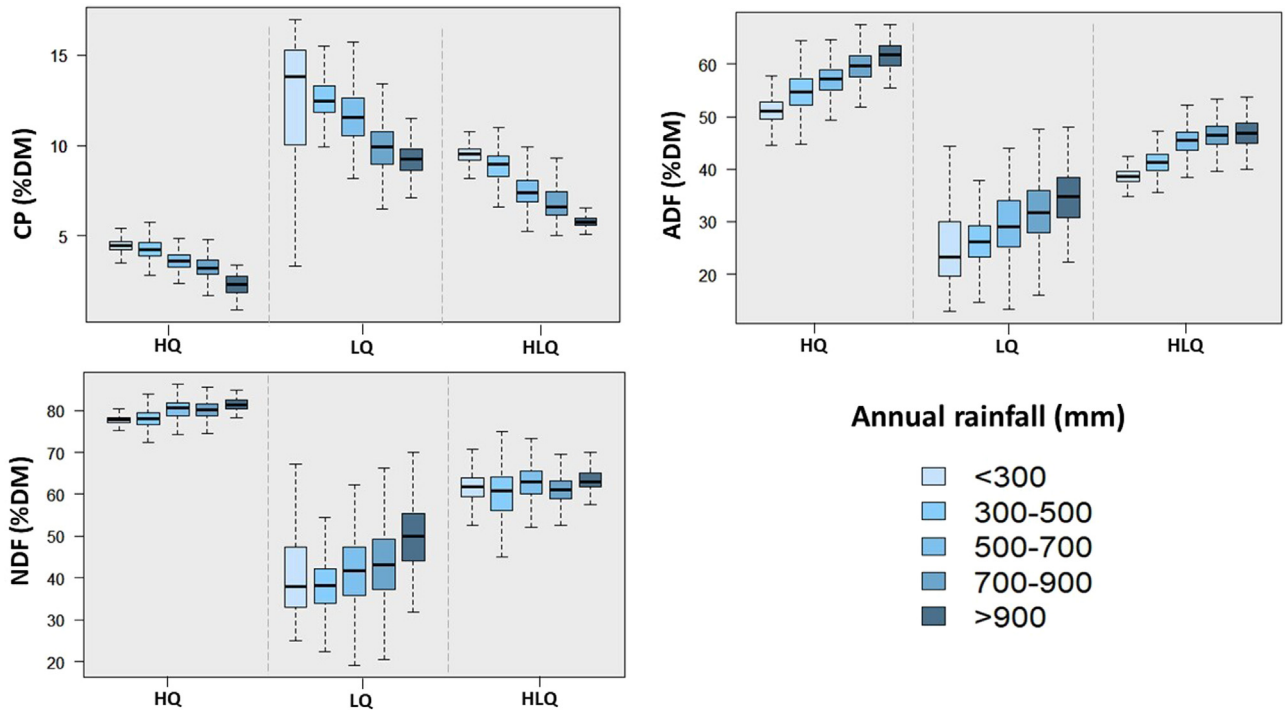 CP (%DM)
15
10
5
HQ
LQ
HLQ
ADF (%DM)
60
50
40
30
20
HQ
LQ
HLQ
NDF (%DM)
80
70
60
50
40
30
20
HQ
LQ
HLQ
Annual rainfall (mm)
<300
300-500
500-700
700-900
>900